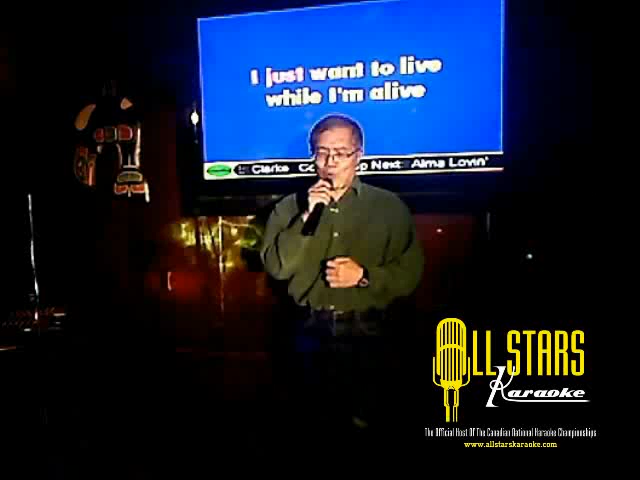 I just want to live
while I'm alive
Clarke Co p Next: Alma Lovin'
ALL STARS
Karaoke
The Official Host Of The Canadian National Karaoke Championships
www.allstarskaraoke.com